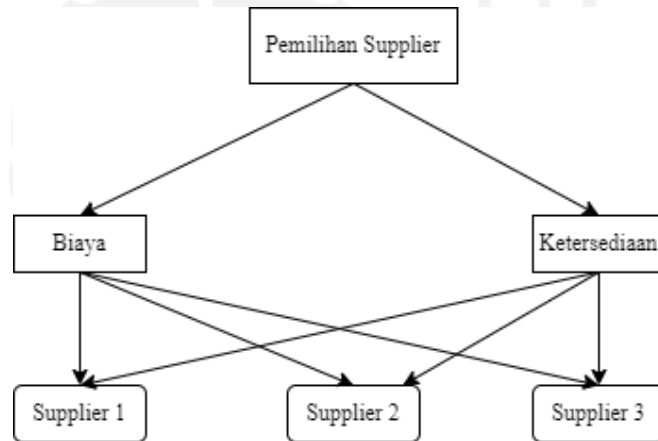 Pemilihan Supplier
Biaya
Ketersediaan
Supplier 1
Supplier 2
Supplier 3